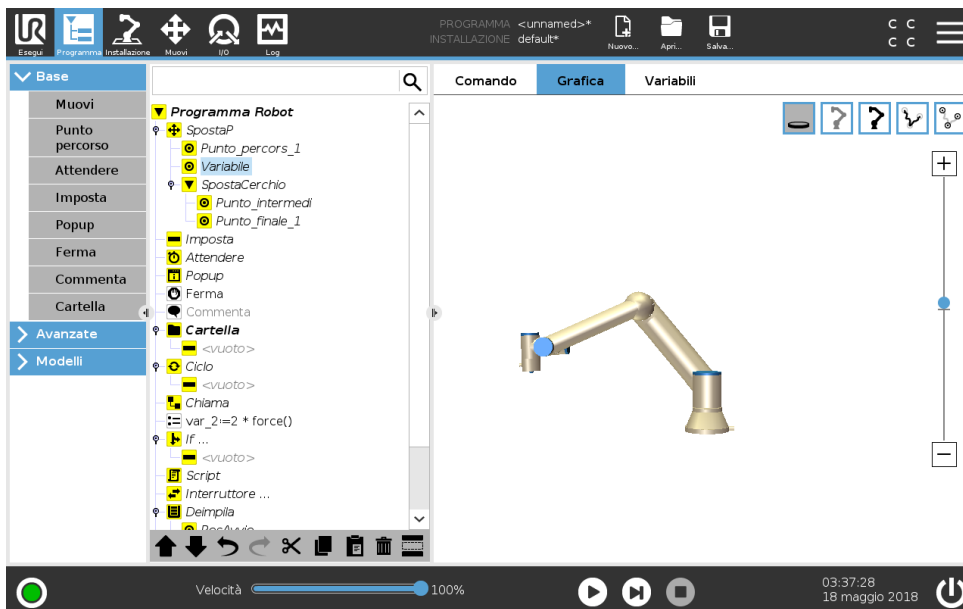 PROGRAMMA <unnamed>*
INSTALLAZIONE default*
UR
Esegui
Programma
Installazione
Muovi
I/O
Log
Nuovo...
Apri...
Salva...
C C
C C
Base
Muovi
Punto
percorso
Attendere
Imposta
Popup
Ferma
Commenta
Cartella
Avanzate
Modelli
Programma Robot
SpostaP
Punto_percors_1
Variabile
SpostaCerchio
Punto_intermedi
Punto_finale_1
Imposta
Attendere
Popup
Ferma
Commenta
Cartella
<vuoto>
Ciclo
<vuoto>
Chiama
var_2:=2 * force()
If ...
<vuoto>
Script
Interruttore ...
Deimpila
PosAvvio
Comando
Grafica
Variabili
Velocità
100%
03:37:28
18 maggio 2018